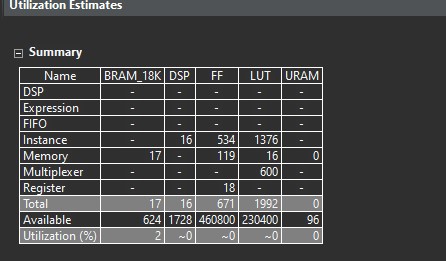 Utilization Estimates
Summary
Name BRAM_18K DSP FF LUT URAM
DSP - - - - -
Expression - - - - -
FIFO - - - - -
Instance - 16 534 1376 -
Memory 17 - 119 16 0
Multiplexer - - - 600 -
Register - - 18 - -
Total 17 16 671 1992 0
Available 624 1728 460800 230400 96
Utilization (%) 2 ~0 ~0 ~0 0